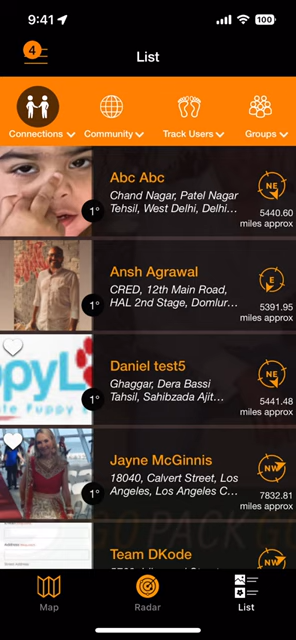 9:41
100
4
List
Connections
Community
Track Users
Groups
Abc Abc
Chand Nagar, Patel Nagar
Tehsil, West Delhi, Delhi...
NE
5440.60
miles approx
1°
Ansh Agrawal
CRED, 12th Main Road,
HAL 2nd Stage, Domlur...
E
5391.95
miles approx
1°
Daniel test5
Ghaggar, Dera Bassi
Tahsil, Sahibzada Ajit...
NE
5441.48
miles approx
1°
Jayne McGinnis
18040, Calvert Street, Los
Angeles, Los Angeles C...
NW
7832.81
miles approx
1°
Team DKode
NW
Map
Radar
List